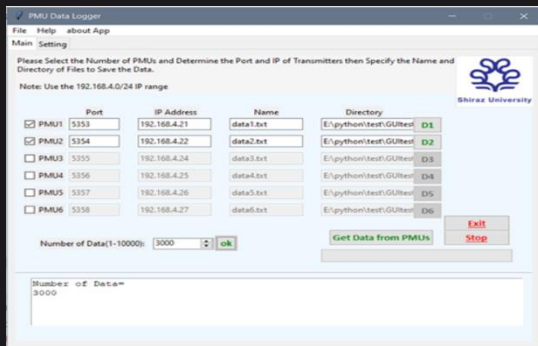 PMU Data Logger
File Help about App
Main Setting
Please Select the Number of PMUs and Determine the Port and IP of Transmitters then Specify the Name and
Directory of Files to Save the Data.
Note: Use the 192.168.4.0/24 IP range
Shiraz University
Port IP Address Name Directory
PMU1 5353 192.168.4.21 data1.txt E:\python\test\GUItest D1
PMU2 5354 192.168.4.22 data2.txt E:\python\test\GUItest D2
PMU3 5355 192.168.4.24 data3.txt E:\python\test\GUItest D3
PMU4 5356 192.168.4.25 data4.txt E:\python\test\GUItest D4
PMU5 5357 192.168.4.26 data5.txt E:\python\test\GUItest D5
PMU6 5358 192.168.4.27 data6.txt E:\python\test\GUItest D6
Exit
Number of Data(1-10000): 3000 ok Get Data from PMUs Stop
Number of Data=
3000